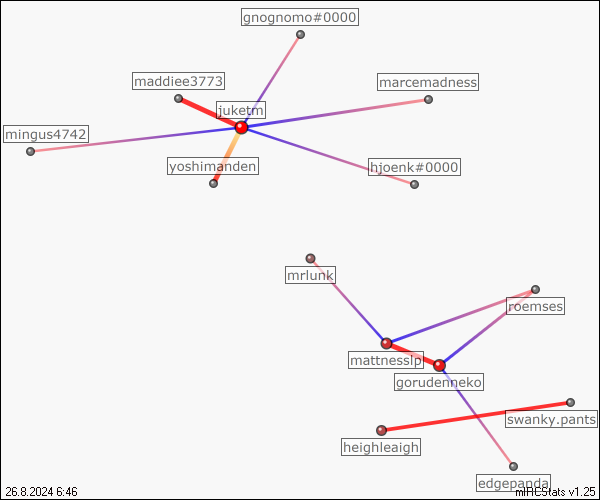 gnognomo#0000
maddiee3773
marcemadness
juketm
mingus4742
yoshimanden
hjoenk#0000
mrlunk
roemses
mattnesslp
gorudenneko
swanky.pants
heighleaigh
edgepanda
26.8.2024 6:46
mIRCStats v1.25